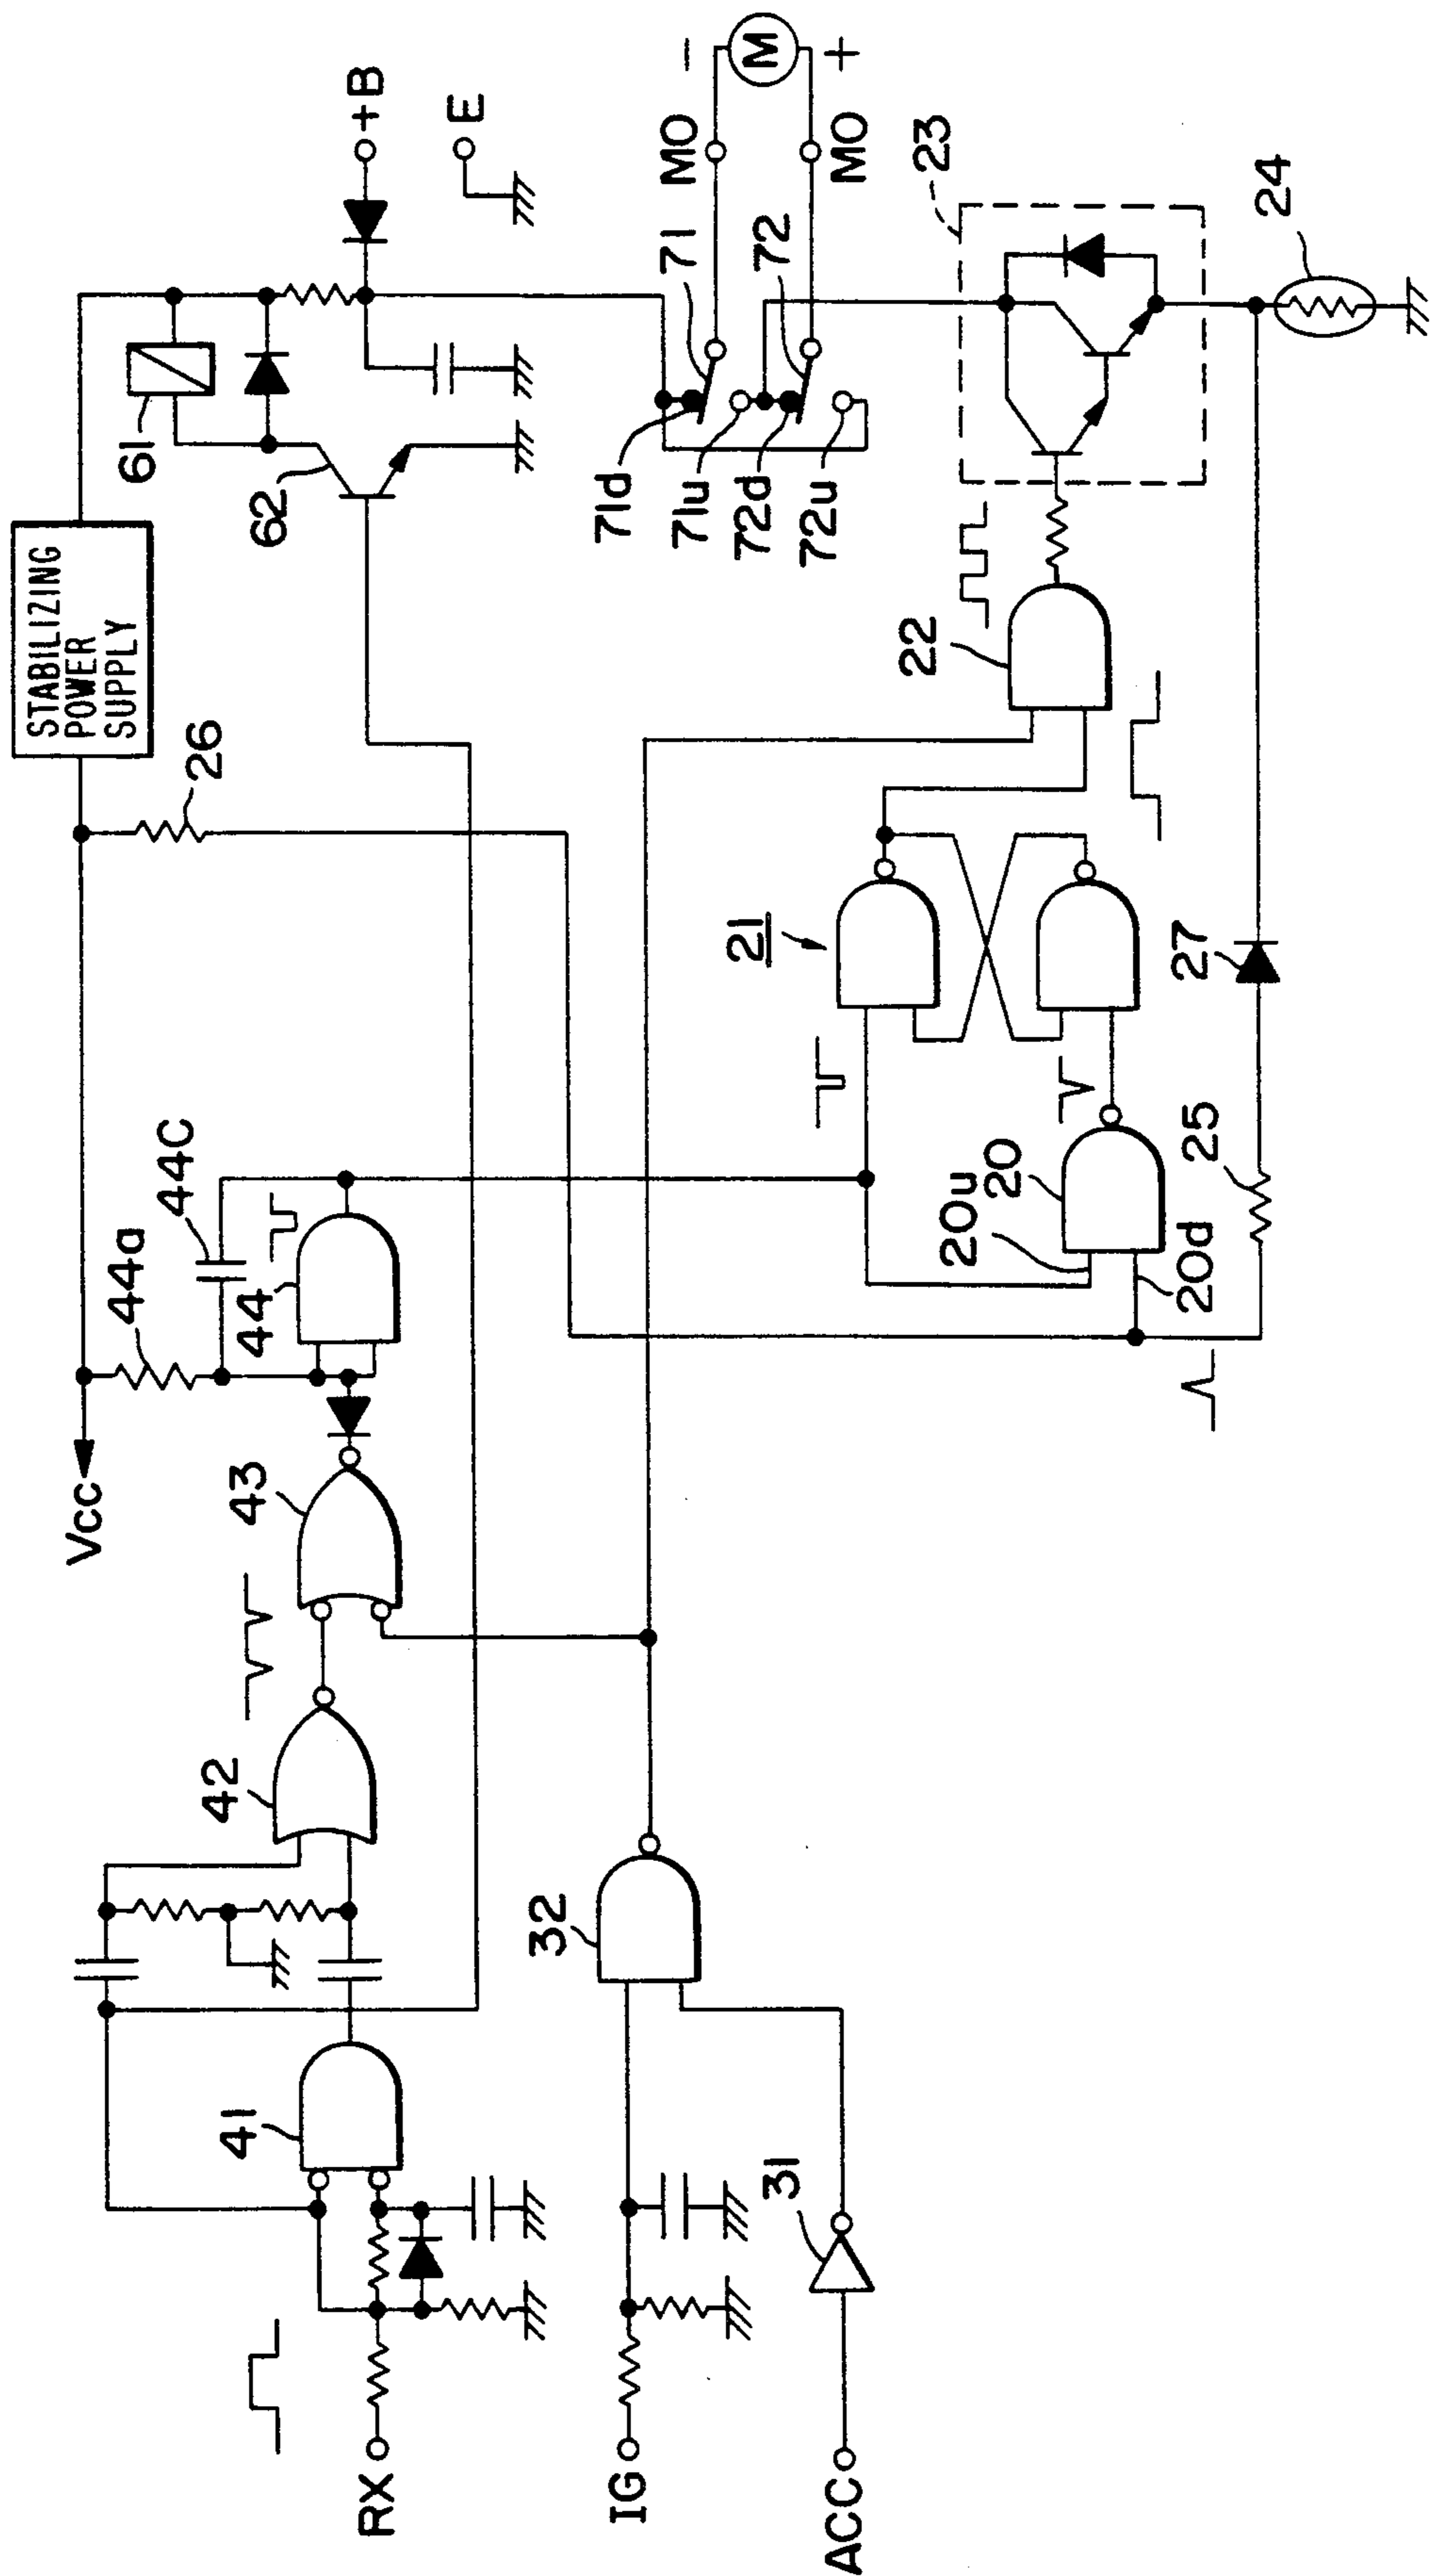 STABILIZING
POWER
SUPPLY
+B
E
61
62
26
Vcc
44a
44C
44
43
42
41
RX
32
IG
31
ACC
71
72
71d
71u
72d
72u
MO
MO
−
M
+
23
24
22
21
20
20u
20d
25
27